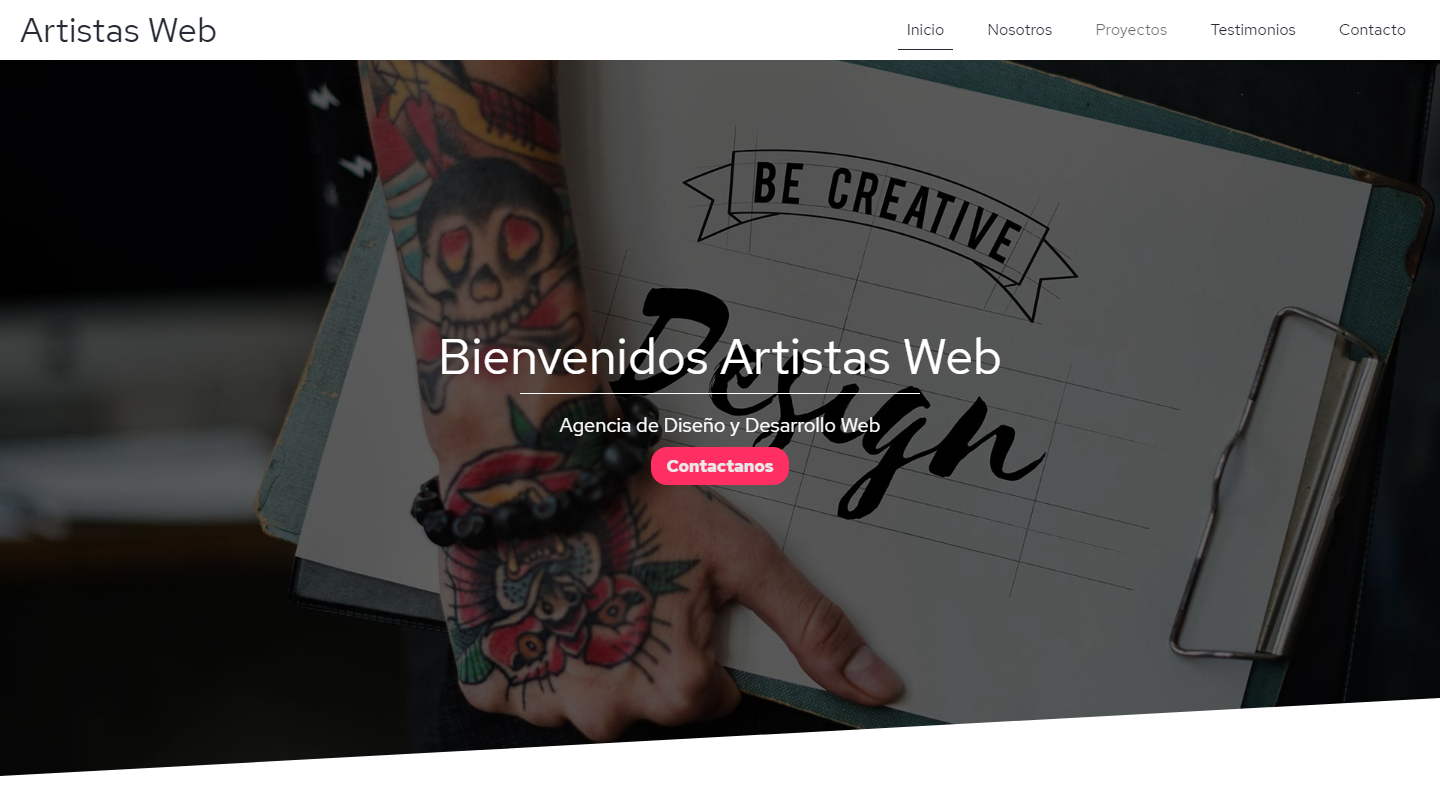 Artistas Web
Inicio
Nosotros
Proyectos
Testimonios
Contacto
BE CREATIVE
Design
Bienvenidos Artistas Web
Agencia de Diseño y Desarrollo Web
Contactanos